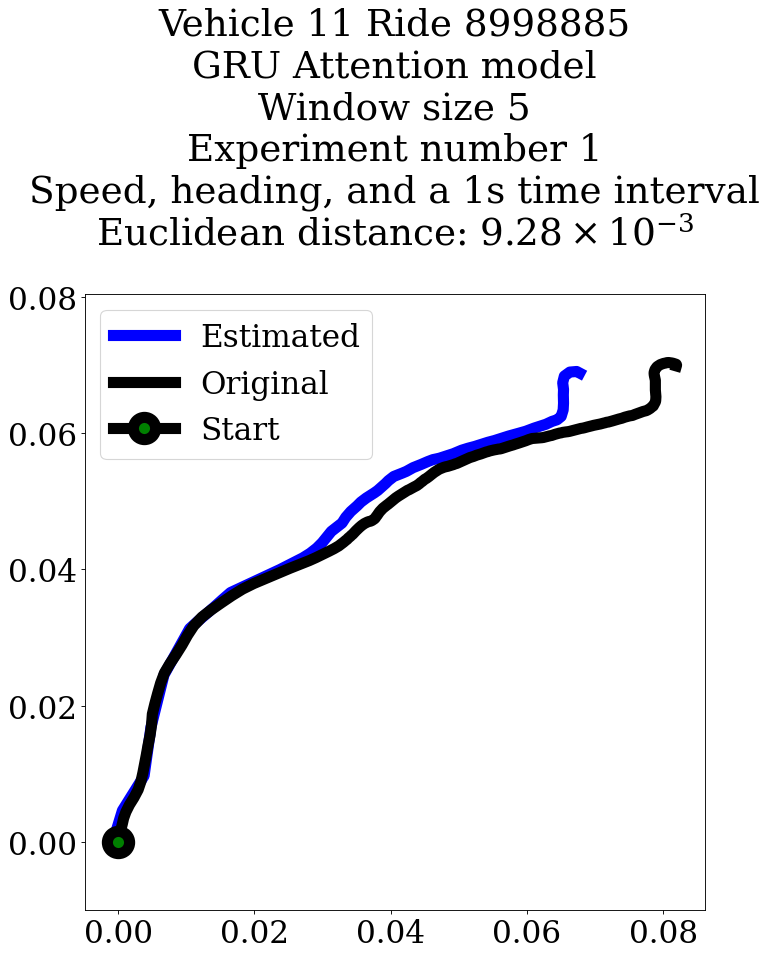 Vehicle 11 Ride 8998885
GRU Attention model
Window size 5
Experiment number 1
Speed, heading, and a 1s time interval
Euclidean distance: 9.28 × 10⁻³
0.08
0.06
0.04
0.02
0.00
Estimated
Original
Start
0.00 0.02 0.04 0.06 0.08